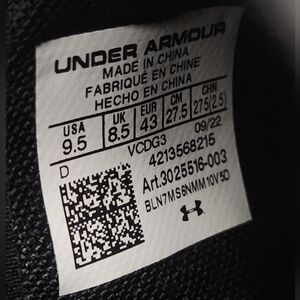 UNDER ARMOUR
MADE IN CHINA
FABRIQUÉ EN CHINE
HECHO EN CHINA
USA UK EUR CM CHN
9.5 8.5 43 27.5 275(2.5)
D VCDG3 09/22
4213568215
Art.3025516-003
BLN7MS6NMM10V5D